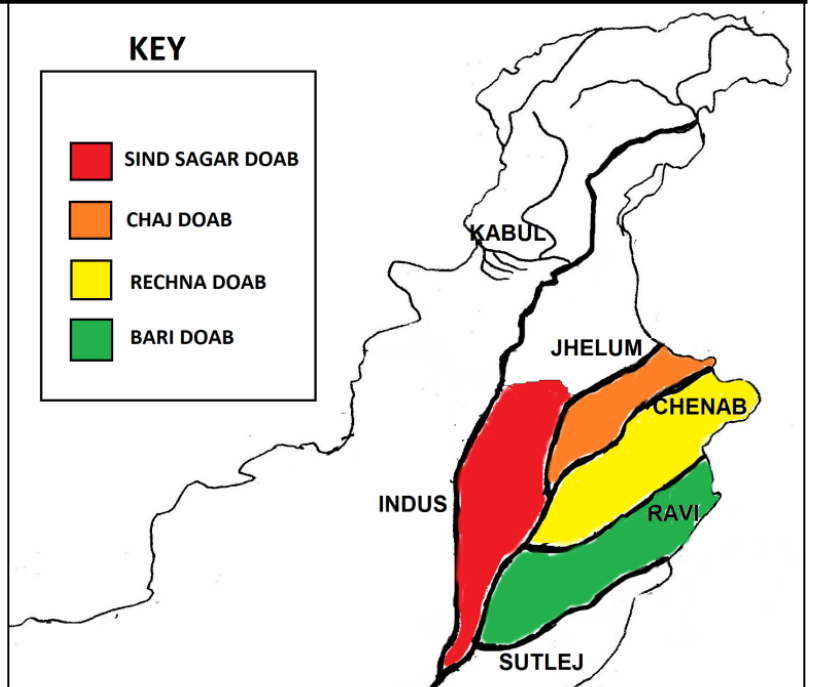 KEY
SIND SAGAR DOAB
CHAJ DOAB
RECHNA DOAB
BARI DOAB
KABUL
JHELUM
CHENAB
INDUS
RAVI
SUTLEJ